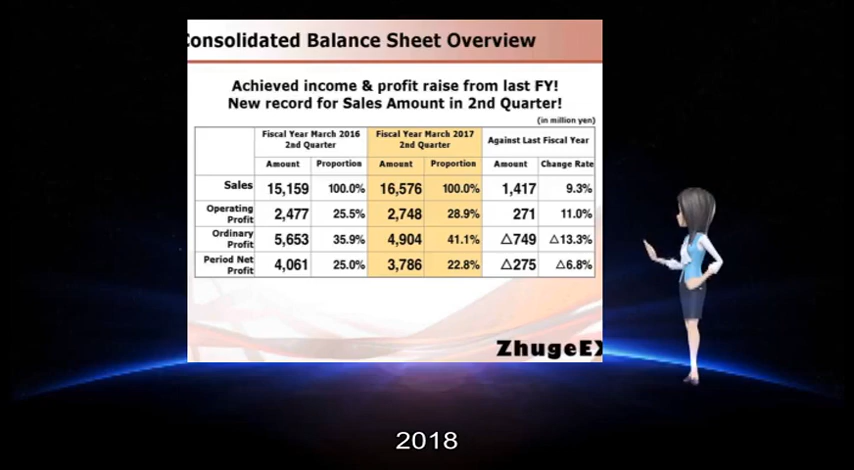 Consolidated Balance Sheet Overview
Achieved income & profit raise from last FY!
New record for Sales Amount in 2nd Quarter!
(in million yen)
Fiscal Year March 2016 2nd Quarter Fiscal Year March 2017 2nd Quarter Against Last Fiscal Year
Amount Proportion Amount Proportion Amount Change Rate
Sales 15,159 100.0% 16,576 100.0% 1,417 9.3%
Operating Profit 2,477 25.5% 2,748 28.9% 271 11.0%
Ordinary Profit 5,653 35.9% 4,904 41.1% △749 △13.3%
Period Net Profit 4,061 25.0% 3,786 22.8% △275 △6.8%
ZhugeEX
2018